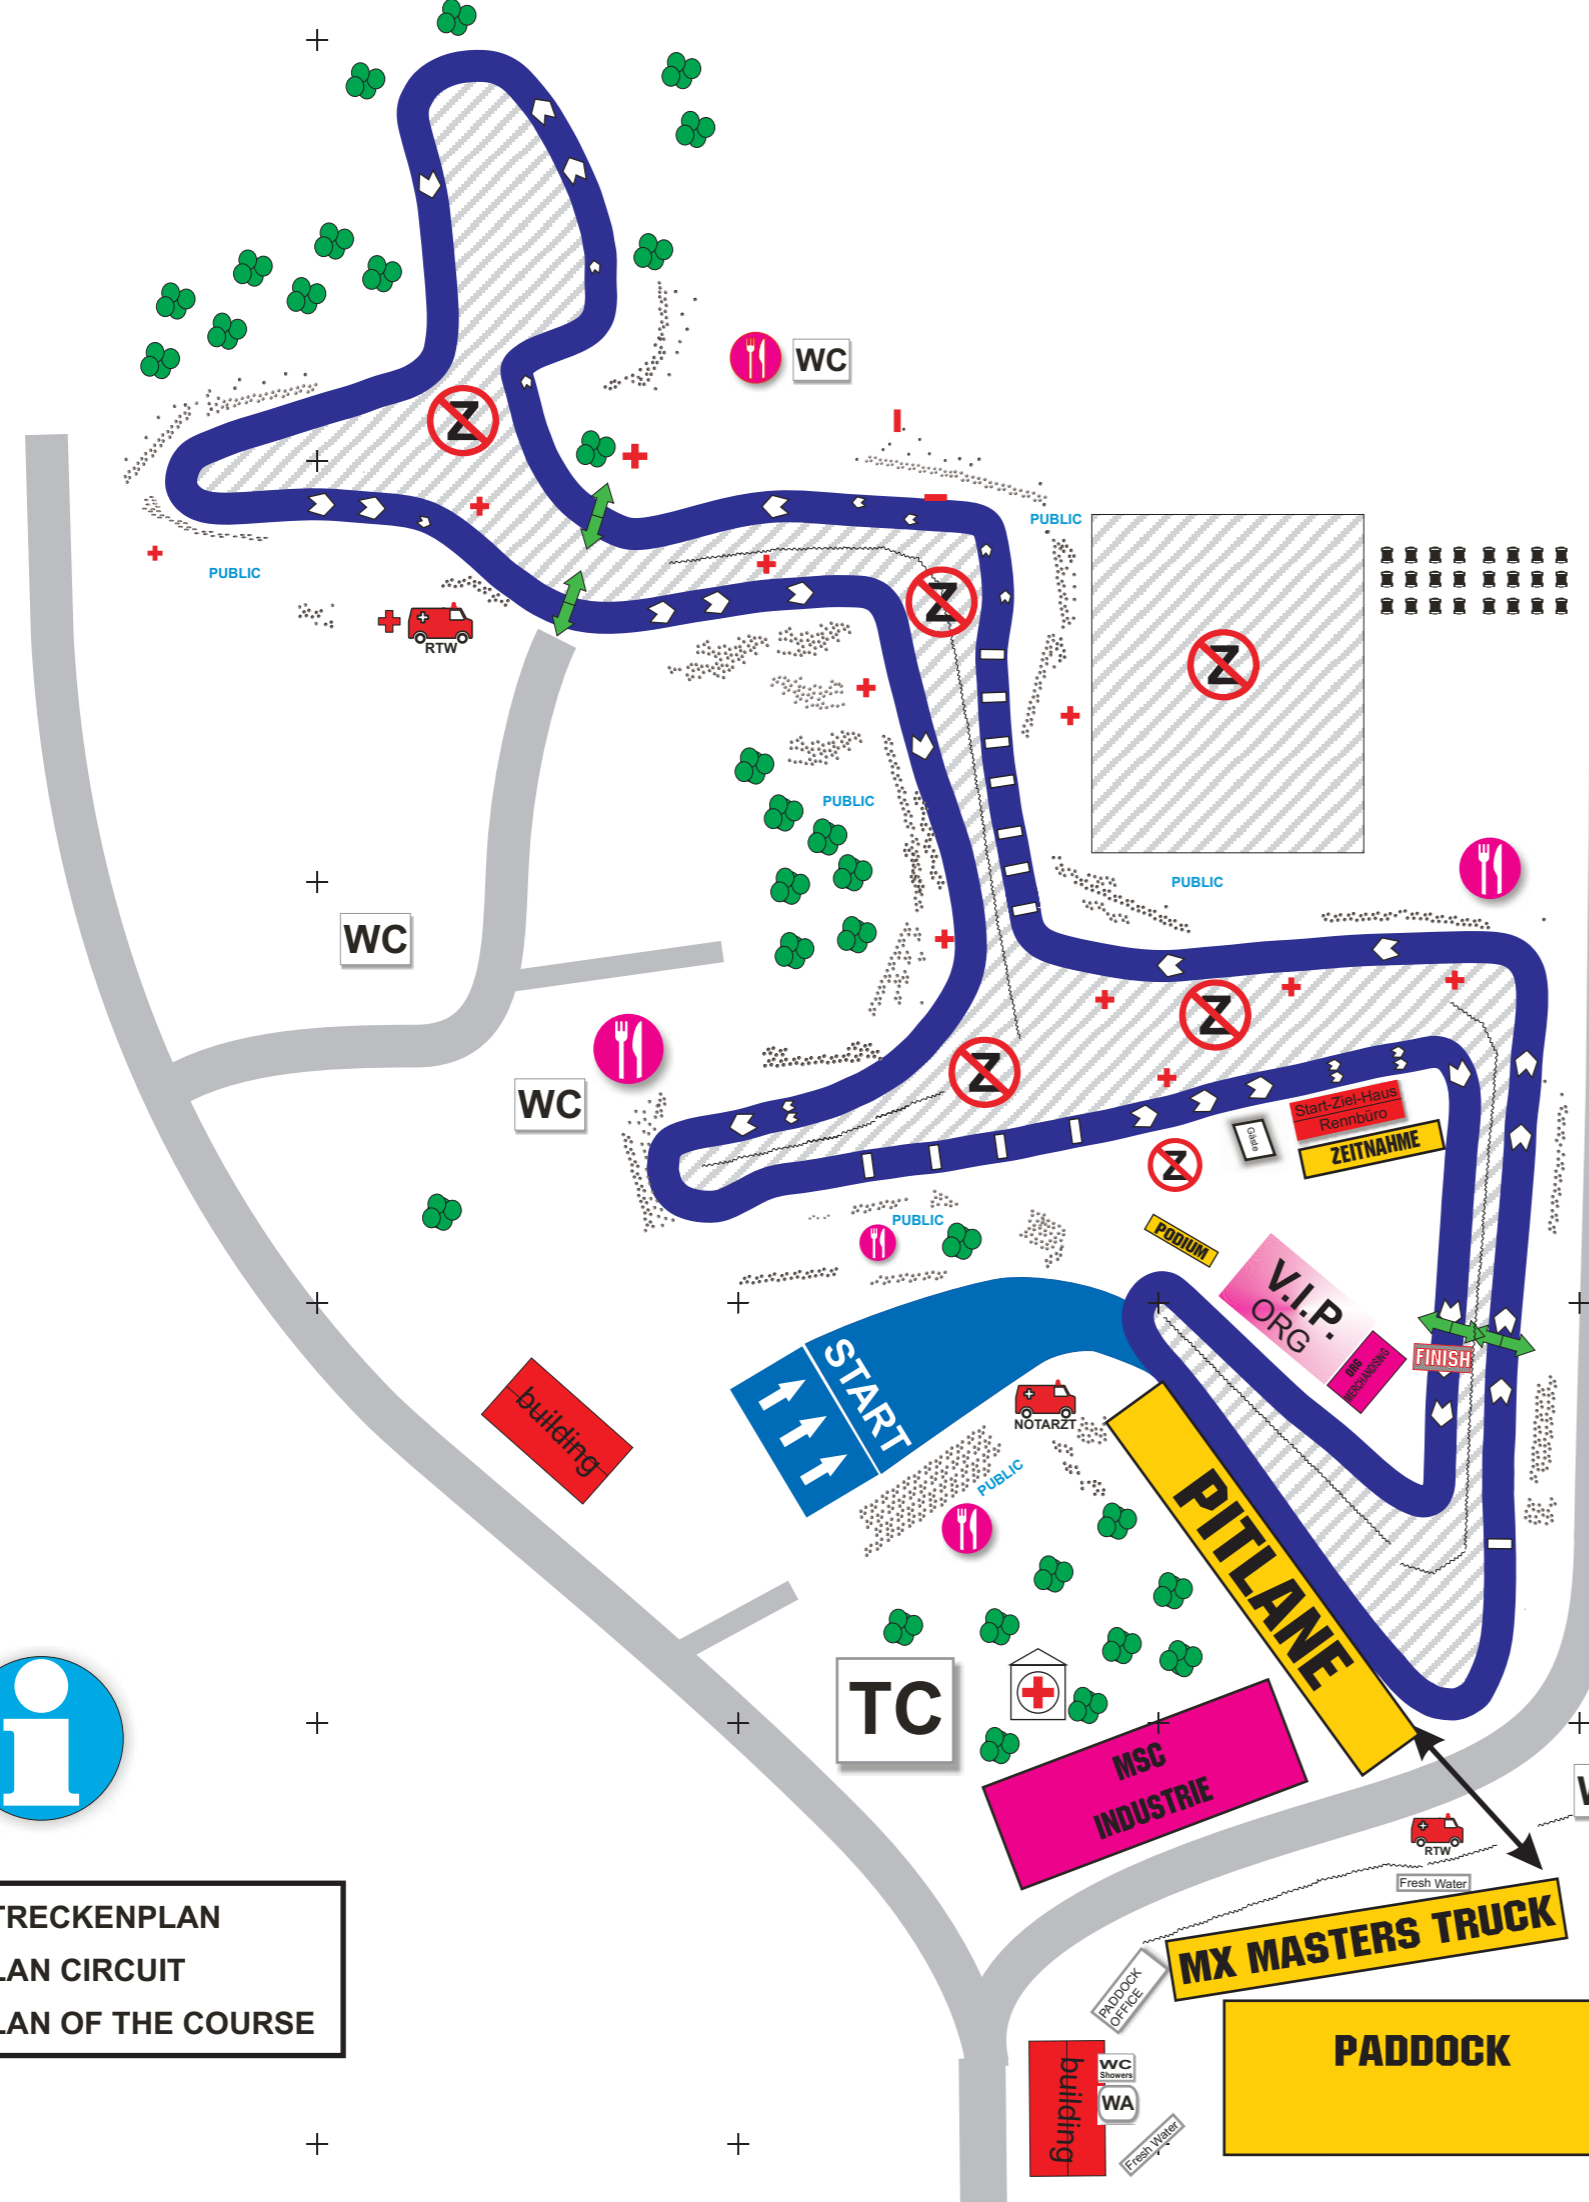 WC
Z
PUBLIC
Z
PUBLIC
RTW
Z
PUBLIC
PUBLIC
WC
Z
Z
WC
Start-Ziel-Haus
Rennbüro
Gäste
ZEITNAHME
Z
PUBLIC
PODIUM
V.I.P.
ORG
ORG
MERCHANDISING
FINISH
START
building
NOTARZT
PUBLIC
PITLANE
TC
MSC
INDUSTRIE
i
RTW
Fresh Water
TRECKENPLAN
LAN CIRCUIT
LAN OF THE COURSE
MX MASTERS TRUCK
PADDOCK
OFFICE
PADDOCK
building
WC
Showers
WA
Fresh Water